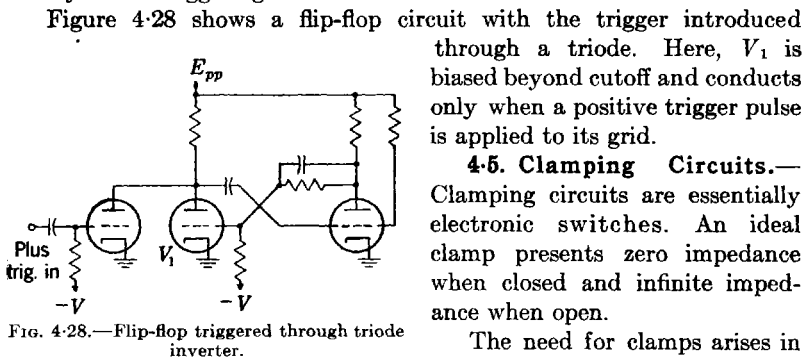 Figure 4·28 shows a flip-flop circuit with the trigger introduced
through a triode. Here, V1 is
biased beyond cutoff and conducts
only when a positive trigger pulse
is applied to its grid.
4·5. Clamping Circuits.—
Clamping circuits are essentially
electronic switches. An ideal
clamp presents zero impedance
when closed and infinite imped-
ance when open.
The need for clamps arises in
Epp
V1
Plus
trig. in
−V
−V
FIG. 4·28.—Flip-flop triggered through triode
inverter.